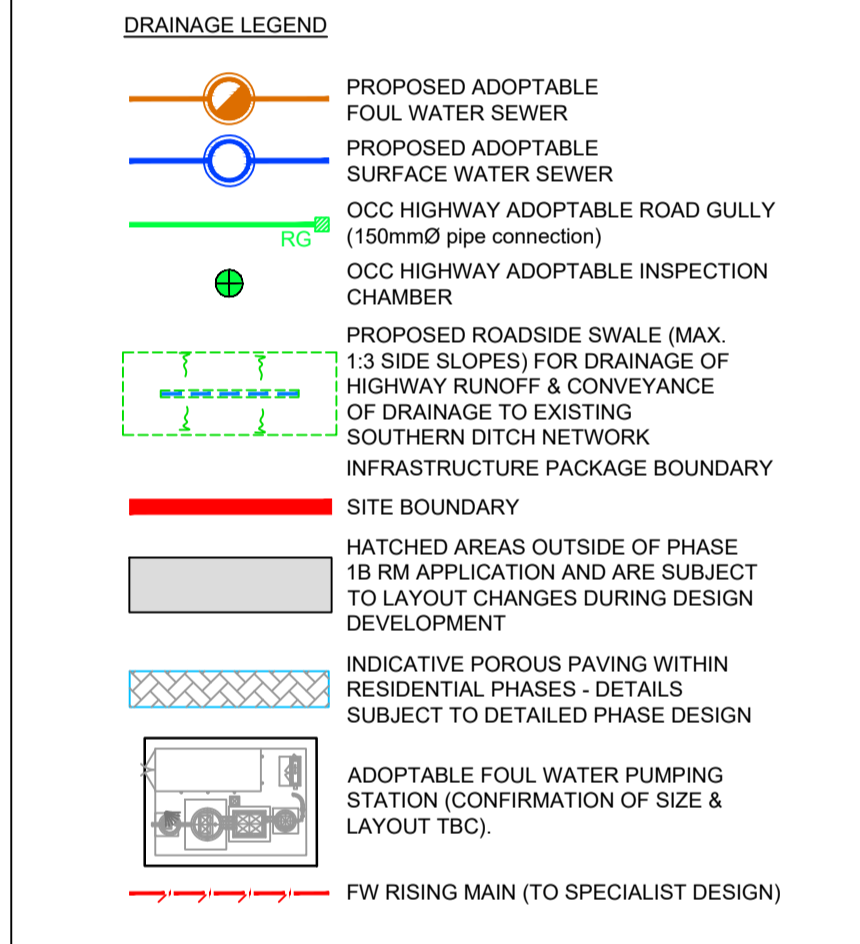 DRAINAGE LEGEND
PROPOSED ADOPTABLE
FOUL WATER SEWER
PROPOSED ADOPTABLE
SURFACE WATER SEWER
RG
OCC HIGHWAY ADOPTABLE ROAD GULLY
(150mmØ pipe connection)
OCC HIGHWAY ADOPTABLE INSPECTION
CHAMBER
PROPOSED ROADSIDE SWALE (MAX.
1:3 SIDE SLOPES) FOR DRAINAGE OF
HIGHWAY RUNOFF & CONVEYANCE
OF DRAINAGE TO EXISTING
SOUTHERN DITCH NETWORK
INFRASTRUCTURE PACKAGE BOUNDARY
SITE BOUNDARY
HATCHED AREAS OUTSIDE OF PHASE
1B RM APPLICATION AND ARE SUBJECT
TO LAYOUT CHANGES DURING DESIGN
DEVELOPMENT
INDICATIVE POROUS PAVING WITHIN
RESIDENTIAL PHASES - DETAILS
SUBJECT TO DETAILED PHASE DESIGN
ADOPTABLE FOUL WATER PUMPING
STATION (CONFIRMATION OF SIZE &
LAYOUT TBC).
FW RISING MAIN (TO SPECIALIST DESIGN)